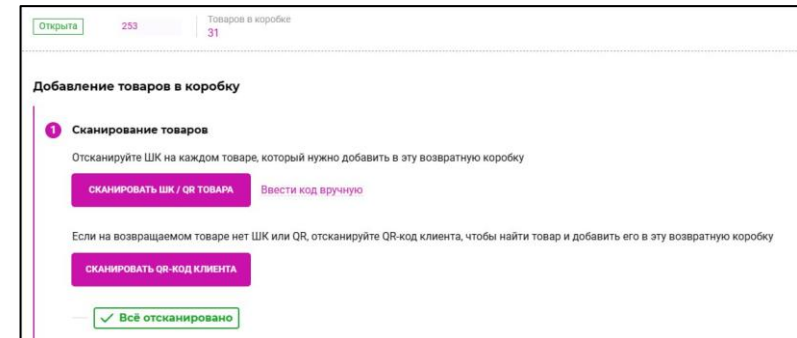 Открыта 253 Товаров в коробке
31
Добавление товаров в коробку
1 Сканирование товаров
Отсканируйте ШК на каждом товаре, который нужно добавить в эту возвратную коробку
СКАНИРОВАТЬ ШК / QR ТОВАРА Ввести код вручную
Если на возвращаемом товаре нет ШК или QR, отсканируйте QR-код клиента, чтобы найти товар и добавить его в эту возвратную коробку
СКАНИРОВАТЬ QR-КОД КЛИЕНТА
Всё отсканировано